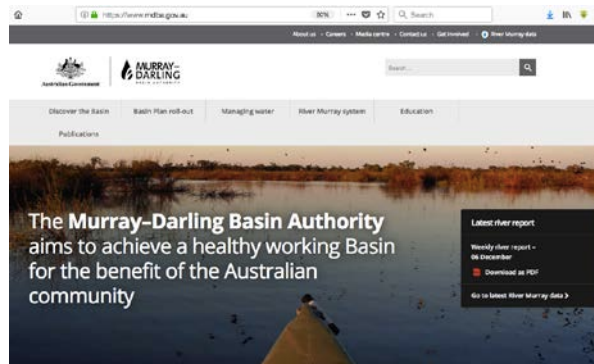 https://www.mdba.gov.au
80%
Search
About us
Careers
Media centre
Contact us
Get involved
River Murray data
Australian Government
MURRAY–
DARLING
BASIN AUTHORITY
Search...
Discover the Basin
Basin Plan roll-out
Managing water
River Murray system
Education
Publications
The Murray–Darling Basin Authority
aims to achieve a healthy working Basin
for the benefit of the Australian
community
Latest river report
Weekly river report –
06 December
Download as PDF
Go to latest River Murray data